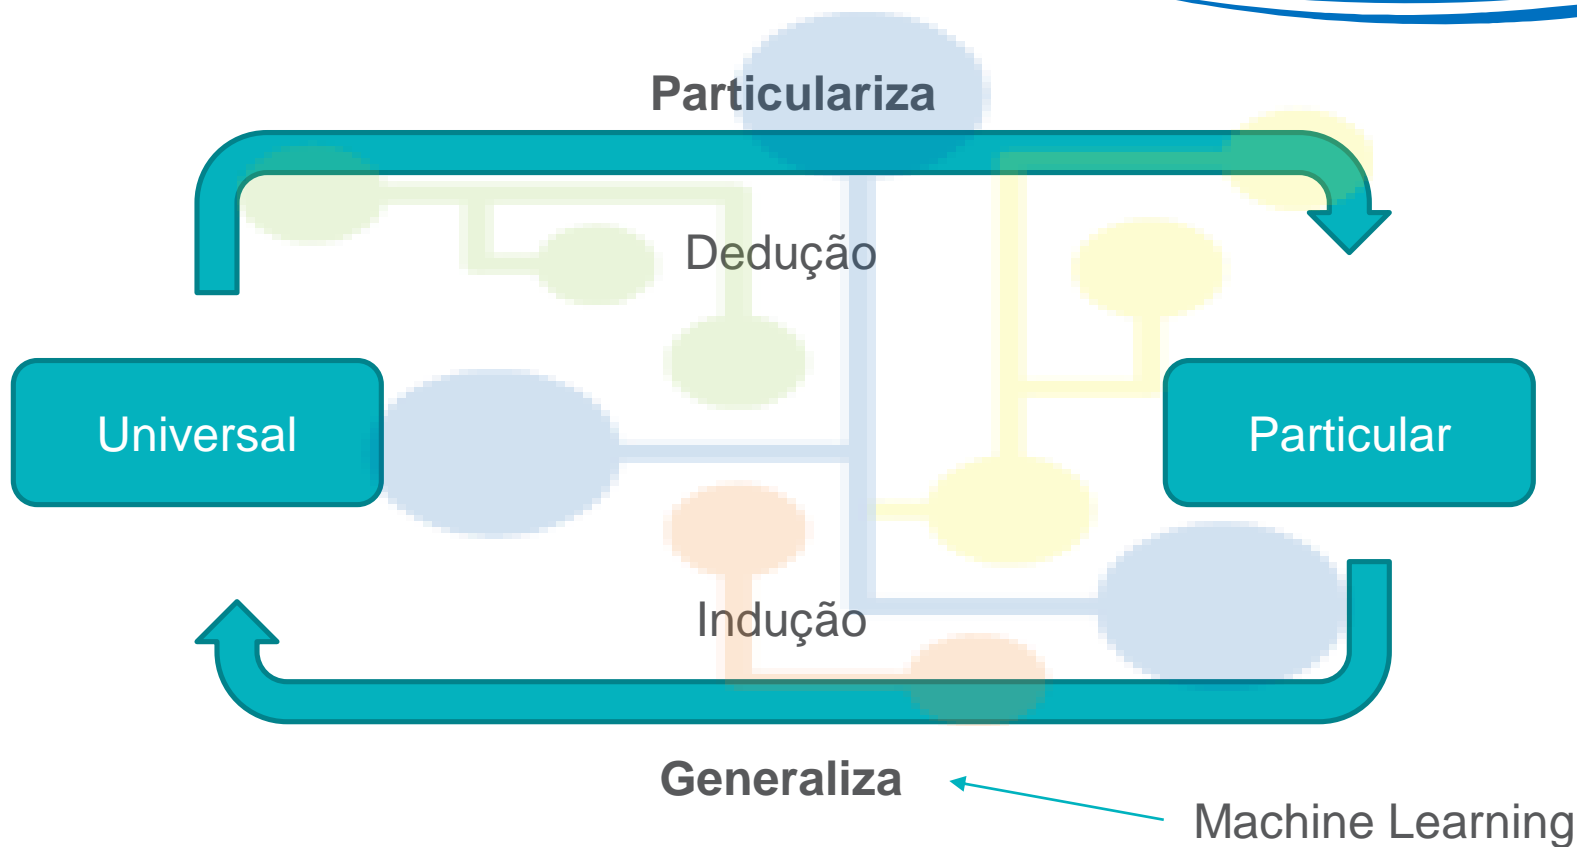 Particulariza
Dedução
Universal
Particular
Indução
Generaliza
Machine Learning